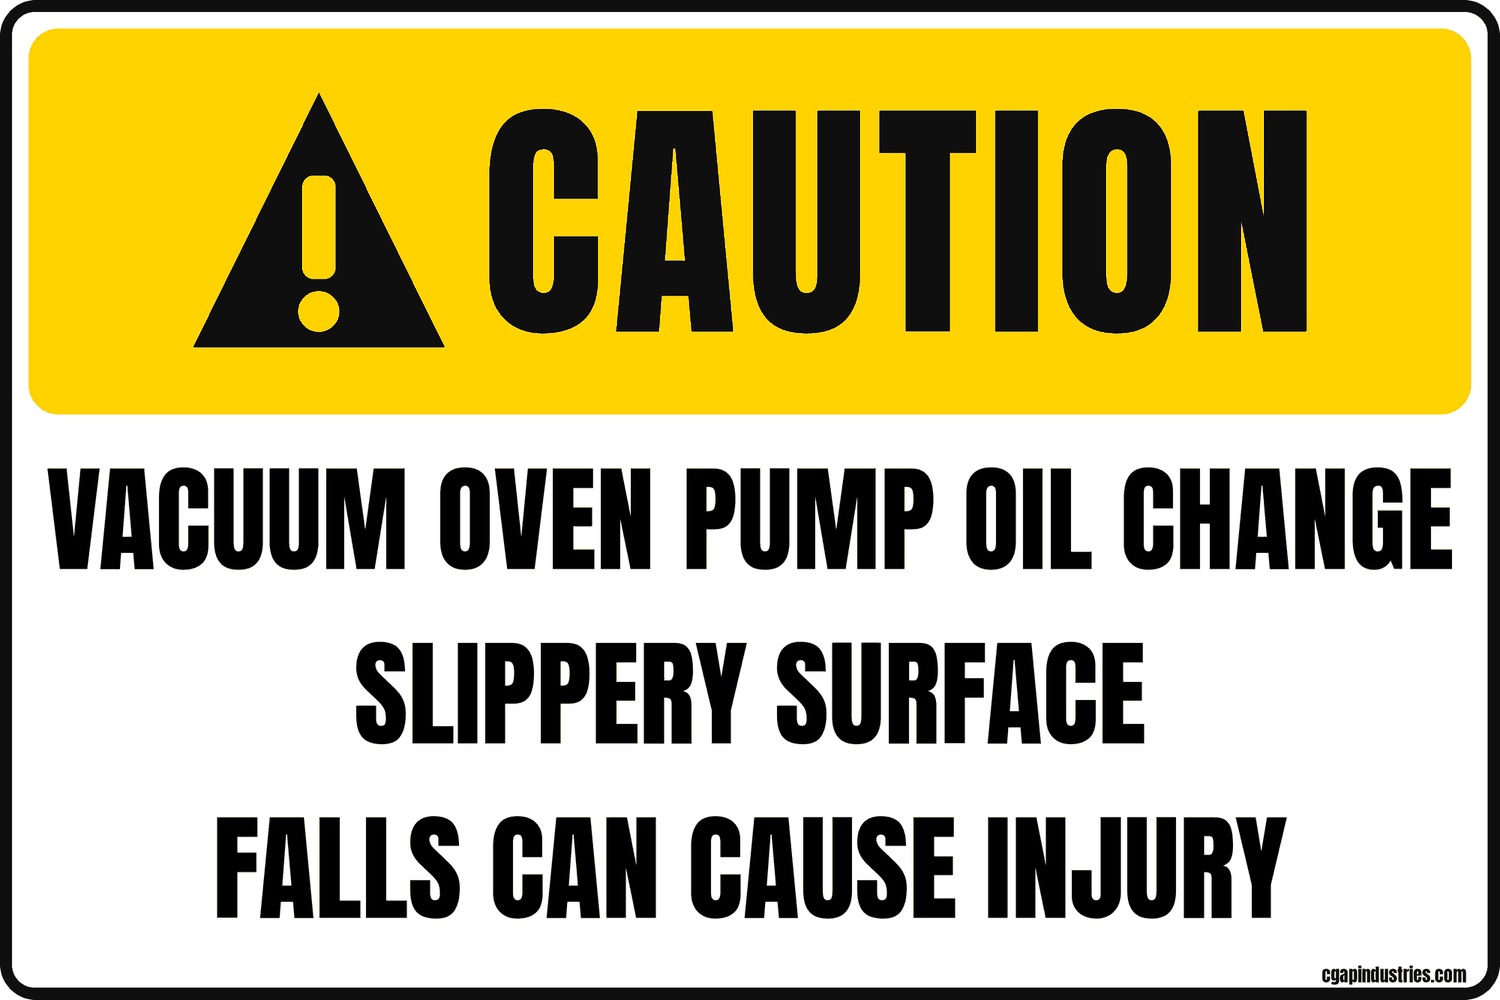 CAUTION
VACUUM OVEN PUMP OIL CHANGE
SLIPPERY SURFACE
FALLS CAN CAUSE INJURY
cgapindustries.com